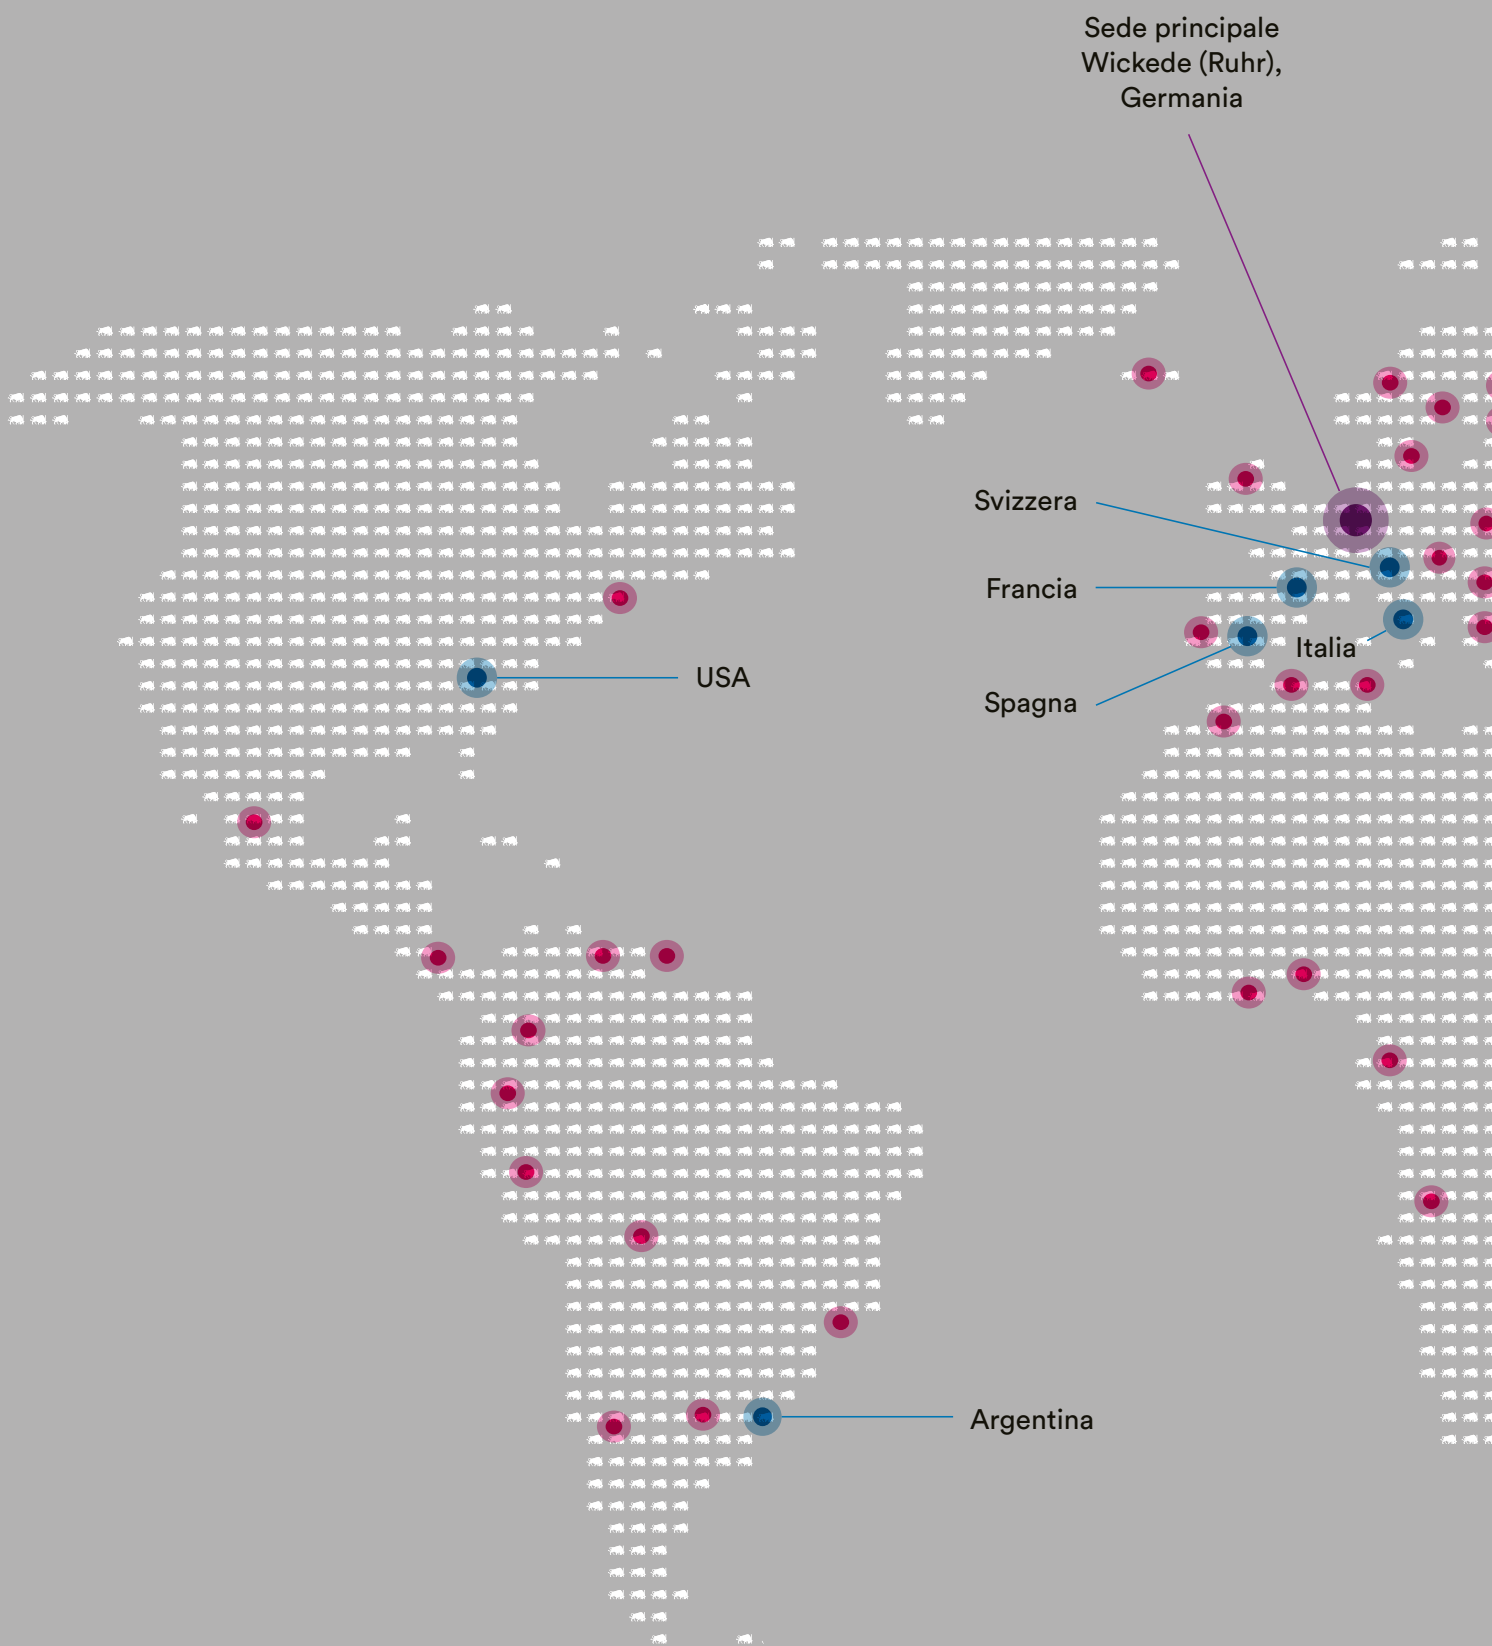 Sede principale
Wickede (Ruhr),
Germania
Svizzera
Francia
Italia
USA
Spagna
Argentina